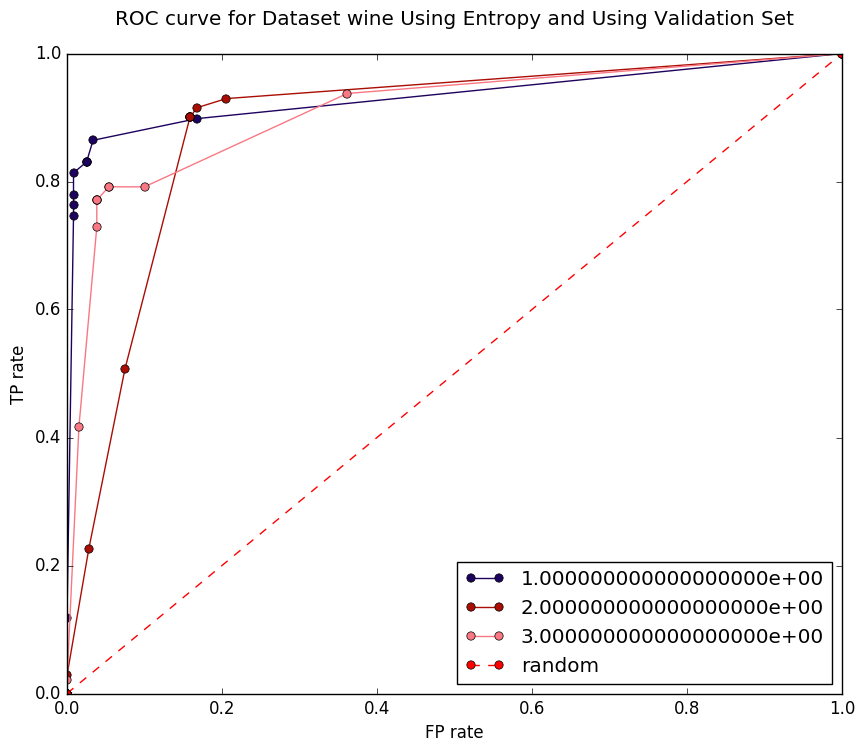 ROC curve for Dataset wine Using Entropy and Using Validation Set
1.0
0.8
0.6
0.4
0.2
0.0
TP rate
0.0 0.2 0.4 0.6 0.8 1.0
FP rate
1.000000000000000000e+00
2.000000000000000000e+00
3.000000000000000000e+00
random